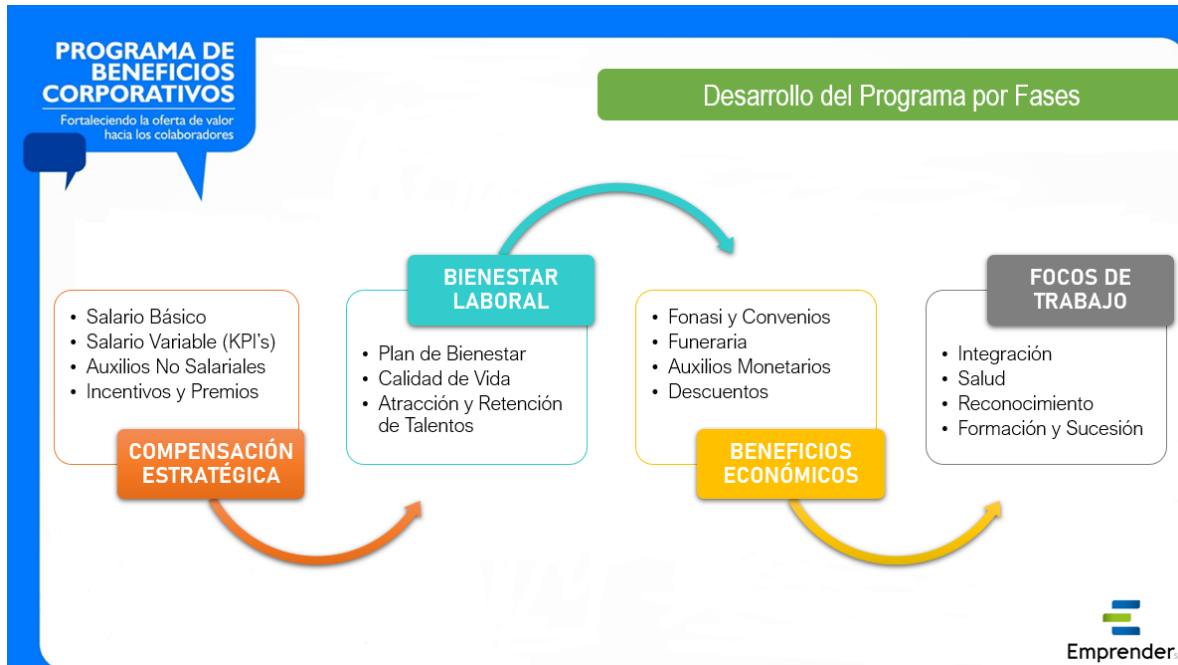 PROGRAMA DE
BENEFICIOS
CORPORATIVOS
Fortaleciendo la oferta de valor
hacia los colaboradores
Desarrollo del Programa por Fases
• Salario Básico
• Salario Variable (KPI's)
• Auxilios No Salariales
• Incentivos y Premios
COMPENSACIÓN
ESTRATÉGICA
BIENESTAR
LABORAL
• Plan de Bienestar
• Calidad de Vida
• Atracción y Retención
de Talentos
• Fonasi y Convenios
• Funeraria
• Auxilios Monetarios
• Descuentos
BENEFICIOS
ECONÓMICOS
FOCOS DE
TRABAJO
• Integración
• Salud
• Reconocimiento
• Formación y Sucesión
Emprender